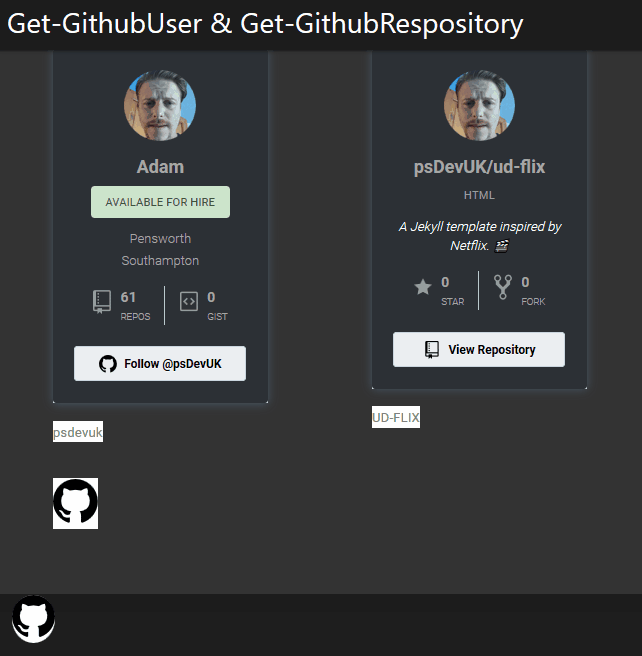 Get-GithubUser & Get-GithubRespository
Adam
AVAILABLE FOR HIRE
Pensworth
Southampton
61
REPOS
0
GIST
Follow @psDevUK
psdevuk
psDevUK/ud-flix
HTML
A Jekyll template inspired by
Netflix. 🎬
0
STAR
0
FORK
View Repository
UD-FLIX